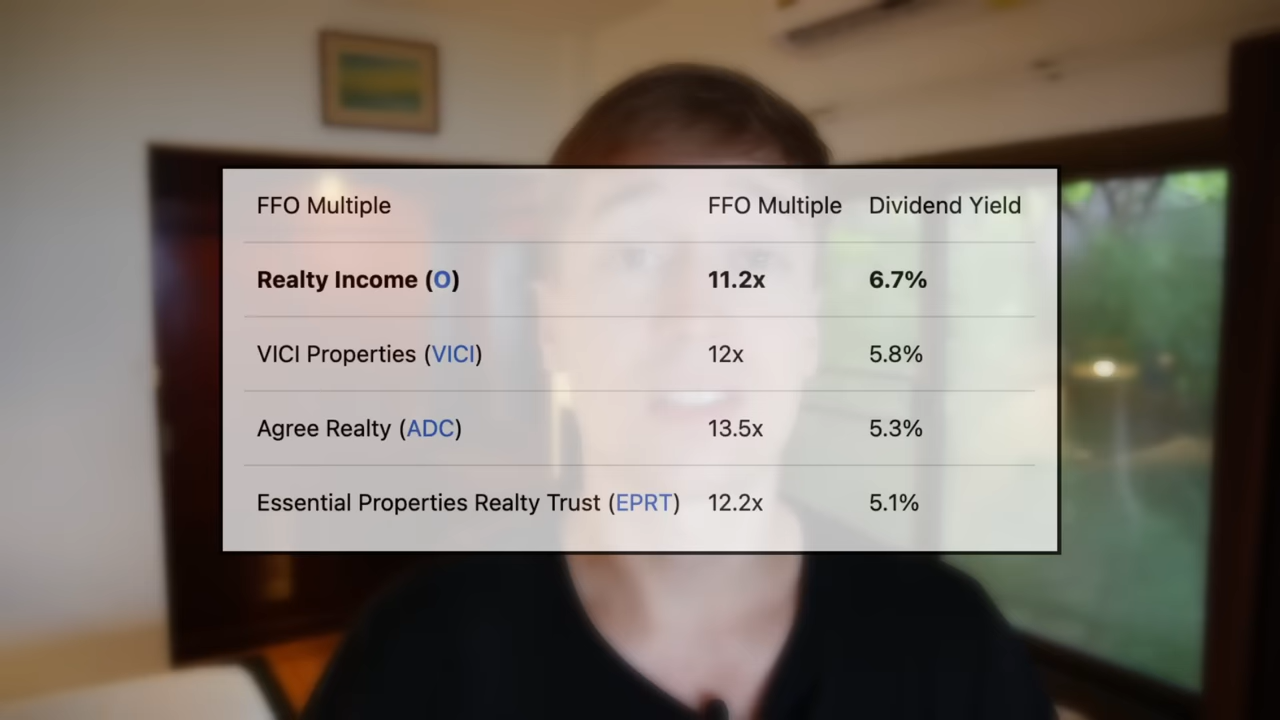 FFO Multiple FFO Multiple Dividend Yield
Realty Income (O) 11.2x 6.7%
VICI Properties (VICI) 12x 5.8%
Agree Realty (ADC) 13.5x 5.3%
Essential Properties Realty Trust (EPRT) 12.2x 5.1%